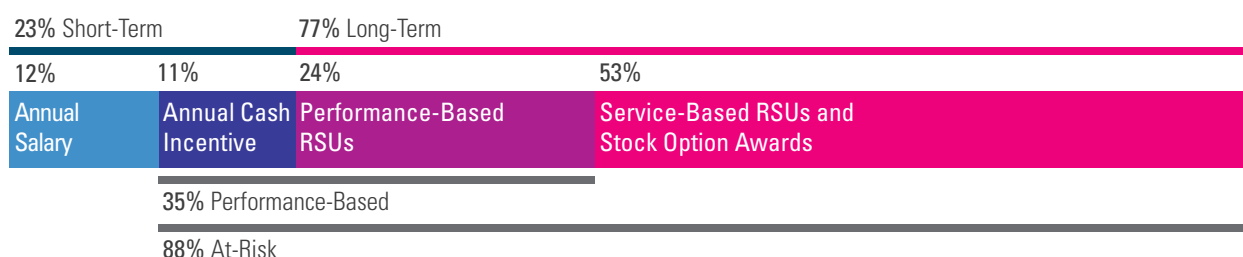 23% Short-Term 77% Long-Term
12% 11% 24% 53%
Annual Salary Annual Cash Incentive Performance-Based RSUs Service-Based RSUs and Stock Option Awards
35% Performance-Based
88% At-Risk